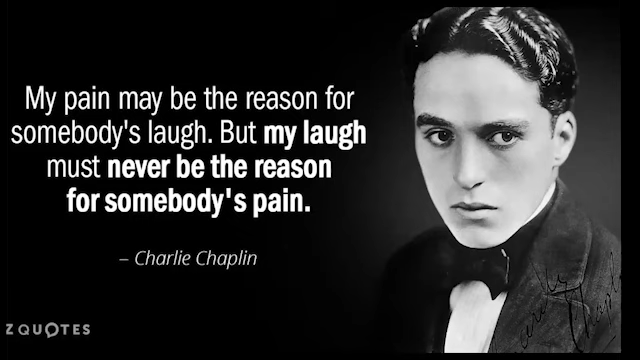 My pain may be the reason for
somebody's laugh. But my laugh
must never be the reason
for somebody's pain.
– Charlie Chaplin
Z QUOTES